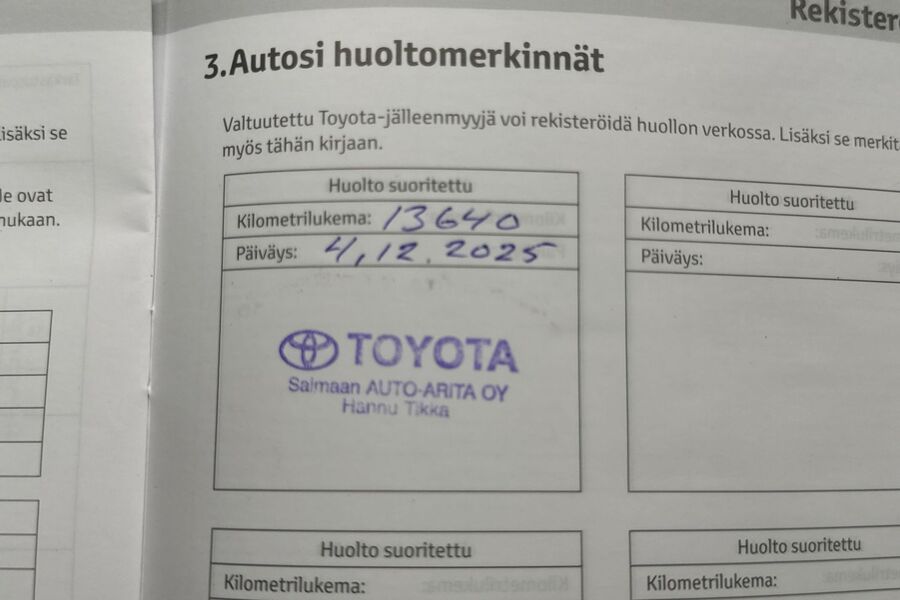 Rekister
3.Autosi huoltomerkinnät
Valtuutettu Toyota-jälleenmyyjä voi rekisteröidä huollon verkossa. Lisäksi se merkit
myös tähän kirjaan.
Huolto suoritettu
Kilometrilukema: 13640
Päiväys: 4.12.2025
TOYOTA
Saimaan AUTO-ARITA OY
Hannu Tikka
Huolto suoritettu
Kilometrilukema:
Päiväys:
Huolto suoritettu
Kilometrilukema:
Huolto suoritettu
Kilometrilukema:
isäksi se
le ovat
mukaan.